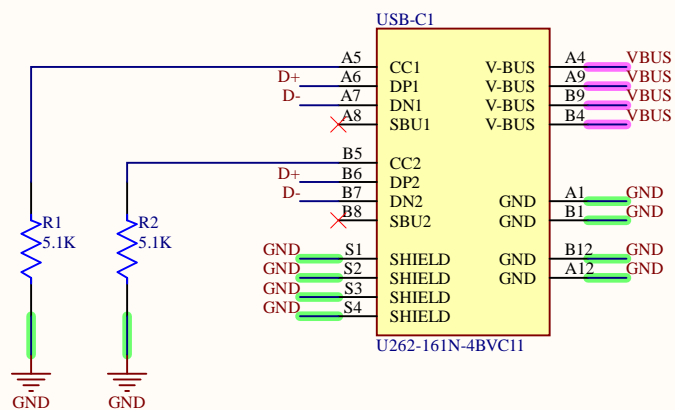 USB-C1
A5 CC1 V-BUS A4 VBUS
D+ A6 DP1 V-BUS A9 VBUS
D- A7 DN1 V-BUS B9 VBUS
A8 SBU1 V-BUS B4 VBUS
B5 CC2
D+ B6 DP2 GND A1 GND
D- B7 DN2 GND B1 GND
B8 SBU2
R1 R2
5.1K 5.1K
GND S1 SHIELD GND B12 GND
GND S2 SHIELD GND A12 GND
GND S3 SHIELD
GND S4 SHIELD
U262-161N-4BVC11
GND GND